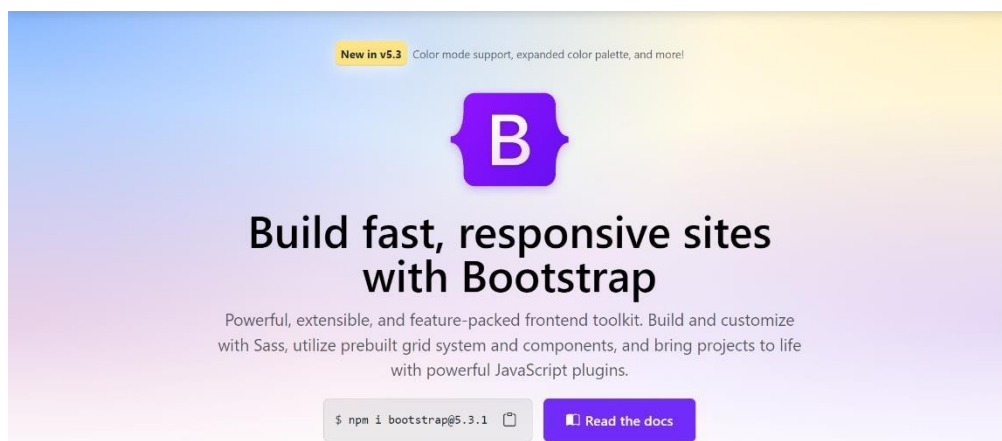 New in v5.3 Color mode support, expanded color palette, and more!
B
Build fast, responsive sites
with Bootstrap
Powerful, extensible, and feature-packed frontend toolkit. Build and customize
with Sass, utilize prebuilt grid system and components, and bring projects to life
with powerful JavaScript plugins.
$ npm i bootstrap@5.3.1 Read the docs